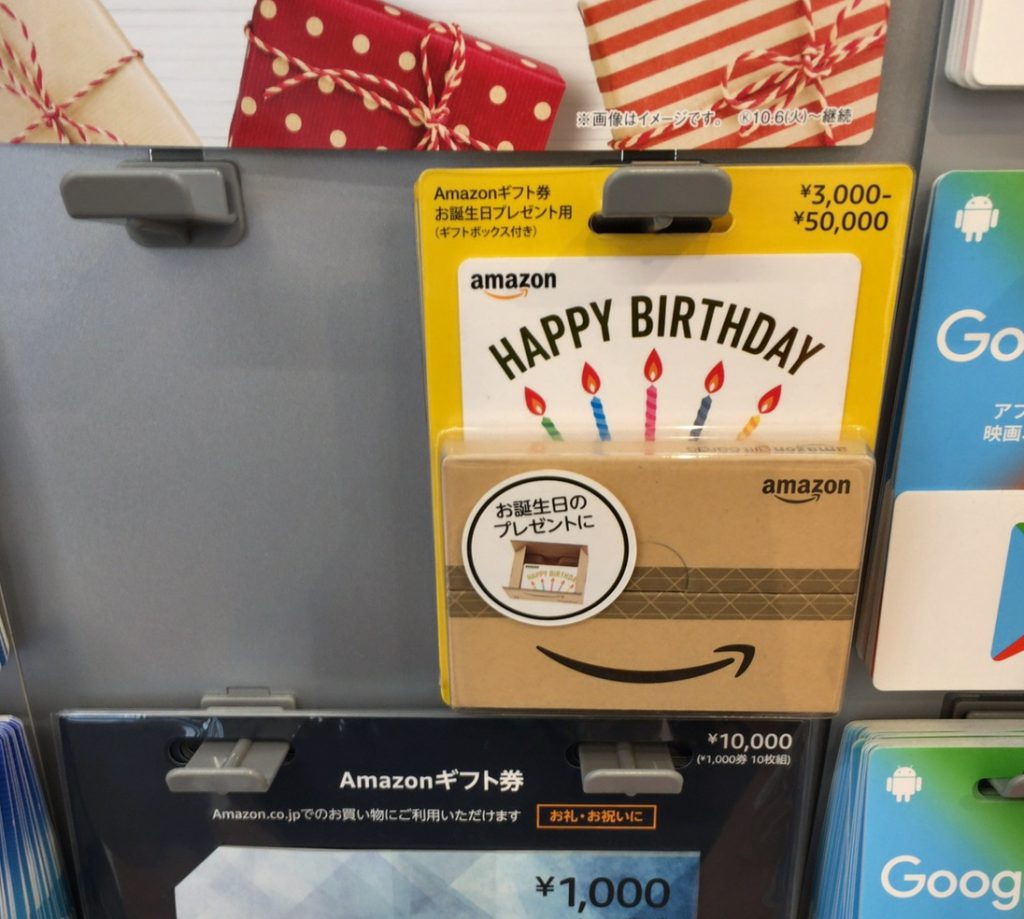 ※画像はイメージです。 Ⓚ10.6(火)～継続
Amazonギフト券
お誕生日プレゼント用
(ギフトボックス付き)
¥3,000-
¥50,000
amazon
HAPPY BIRTHDAY
amazon
お誕生日の
プレゼントに
HAPPY BIRTHDAY
Amazonギフト券
¥10,000
(*1,000券 10枚組)
Amazon.co.jpでのお買い物にご利用いただけます
お礼・お祝いに
¥1,000
Go
アプ
映画
Goog